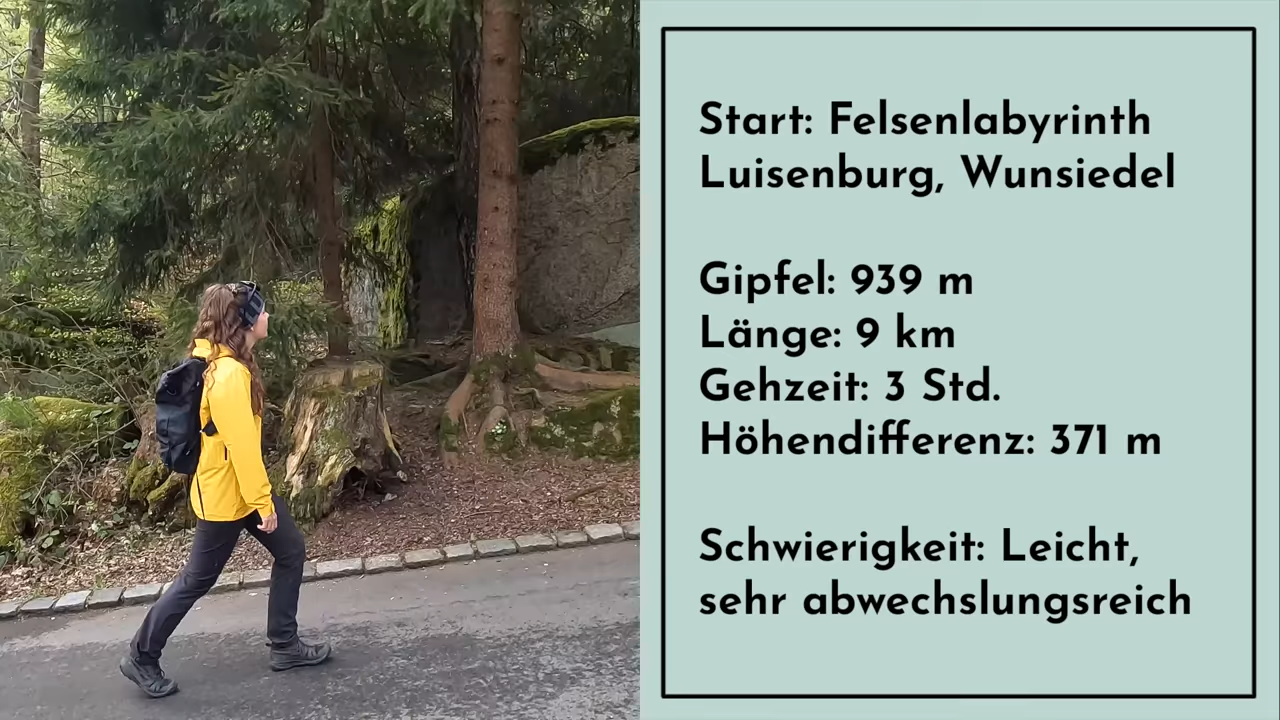 Start: Felsenlabyrinth
Luisenburg, Wunsiedel
Gipfel: 939 m
Länge: 9 km
Gehzeit: 3 Std.
Höhendifferenz: 371 m
Schwierigkeit: Leicht,
sehr abwechslungsreich